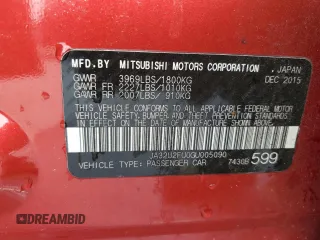 MFD.BY MITSUBISHI MOTORS CORPORATION , JAPAN
DEC 2015
GVWR 3969LBS/1800KG
GAWR FR 2227LBS/1010KG
GAWR RR 2007LBS/ 910KG
THIS VEHICLE CONFORMS TO ALL APPLICABLE FEDERAL MOTOR
VEHICLE SAFETY, BUMPER, AND THEFT PREVENTION STANDARDS
IN EFFECT ON THE DATE OF MANUFACTURE SHOWN ABOVE.
VEHICLE TYPE: PASSENGER CAR
599
DREAMBID